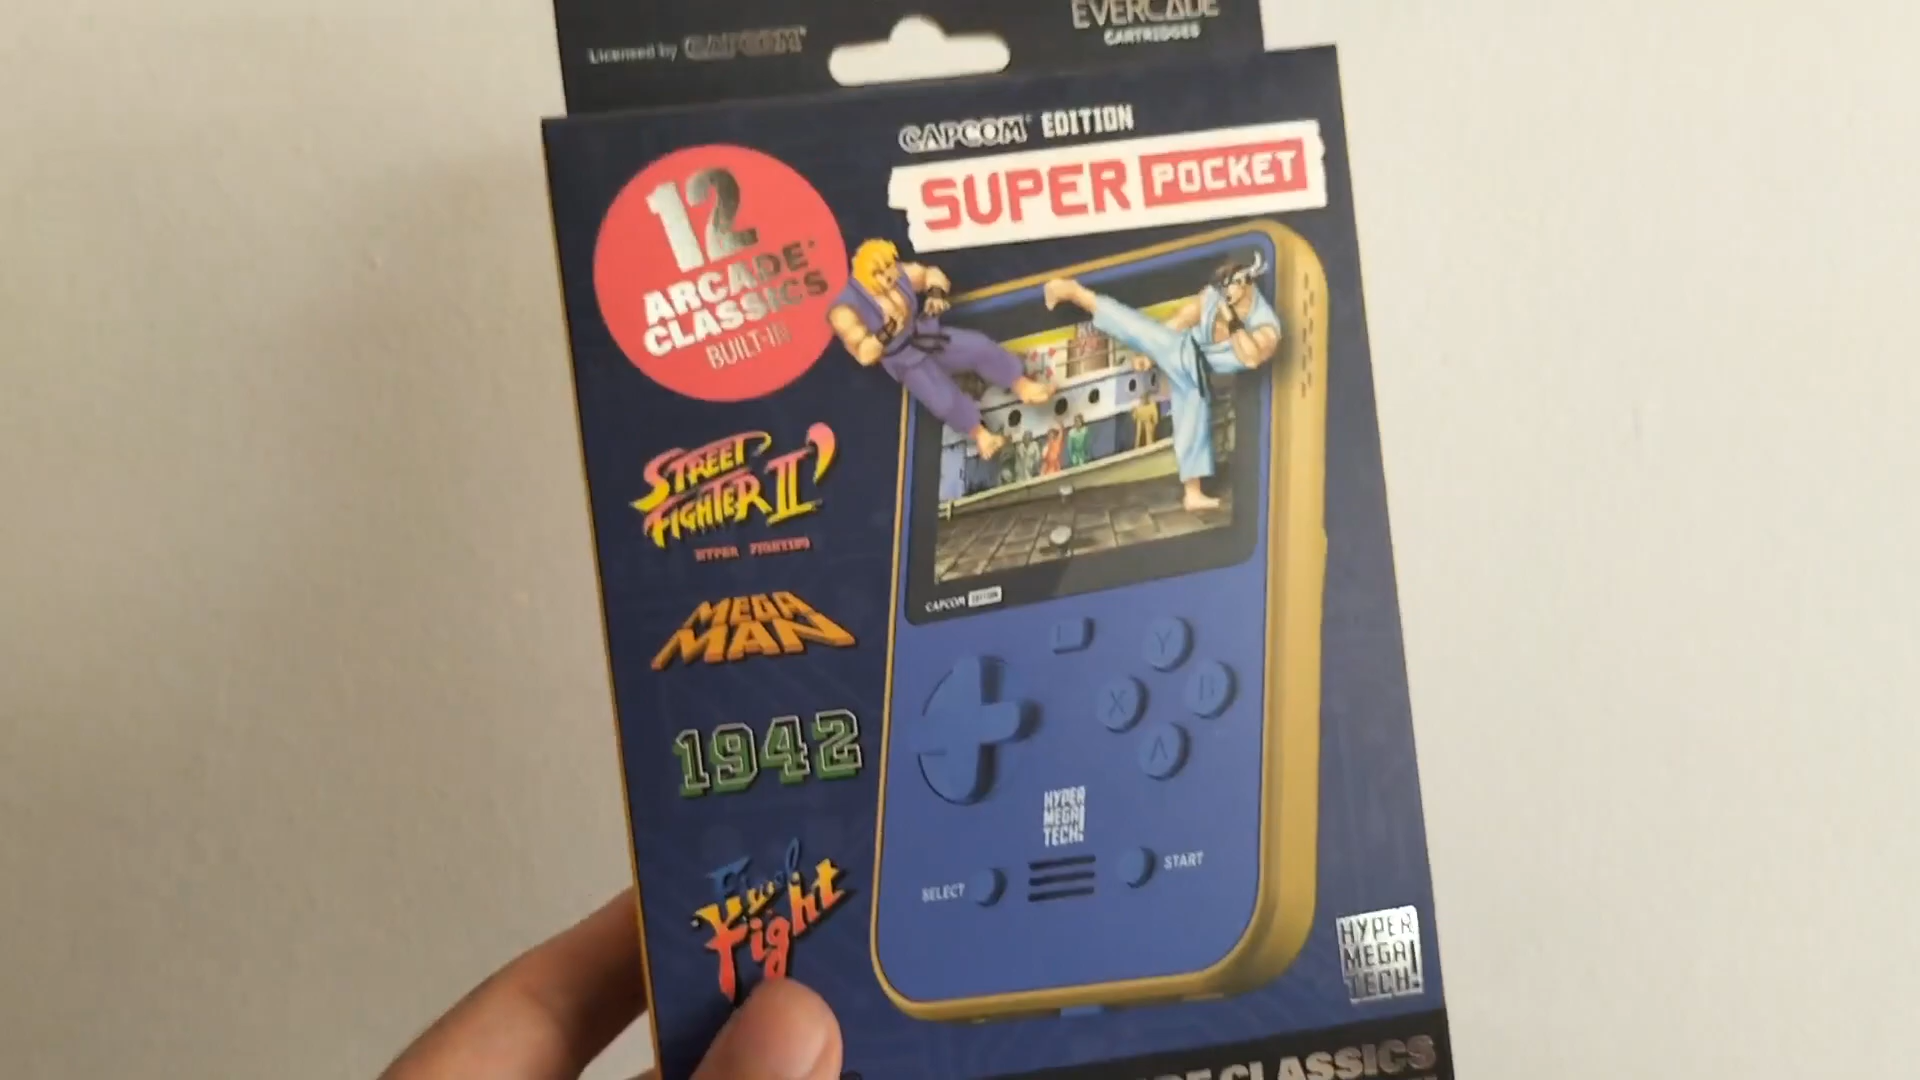 Licensed by CAPCOM
EVERCADE
CARTRIDGES
CAPCOM EDITION
SUPER POCKET
12
ARCADE
CLASSICS
BUILT-IN
STREET
FIGHTER II'
HYPER FIGHTING
MEGA
MAN
1942
Final
Fight
CAPCOM EDITION
Y
X
B
A
HYPER
MEGA
TECH!
SELECT
START
HYPER
MEGA
TECH!
CLASSICS